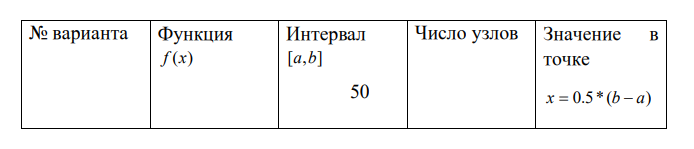 № варианта
Функция
f(x)
Интервал
[a,b]
50
Число узлов
Значение в
точке
x = 0.5*(b − a)